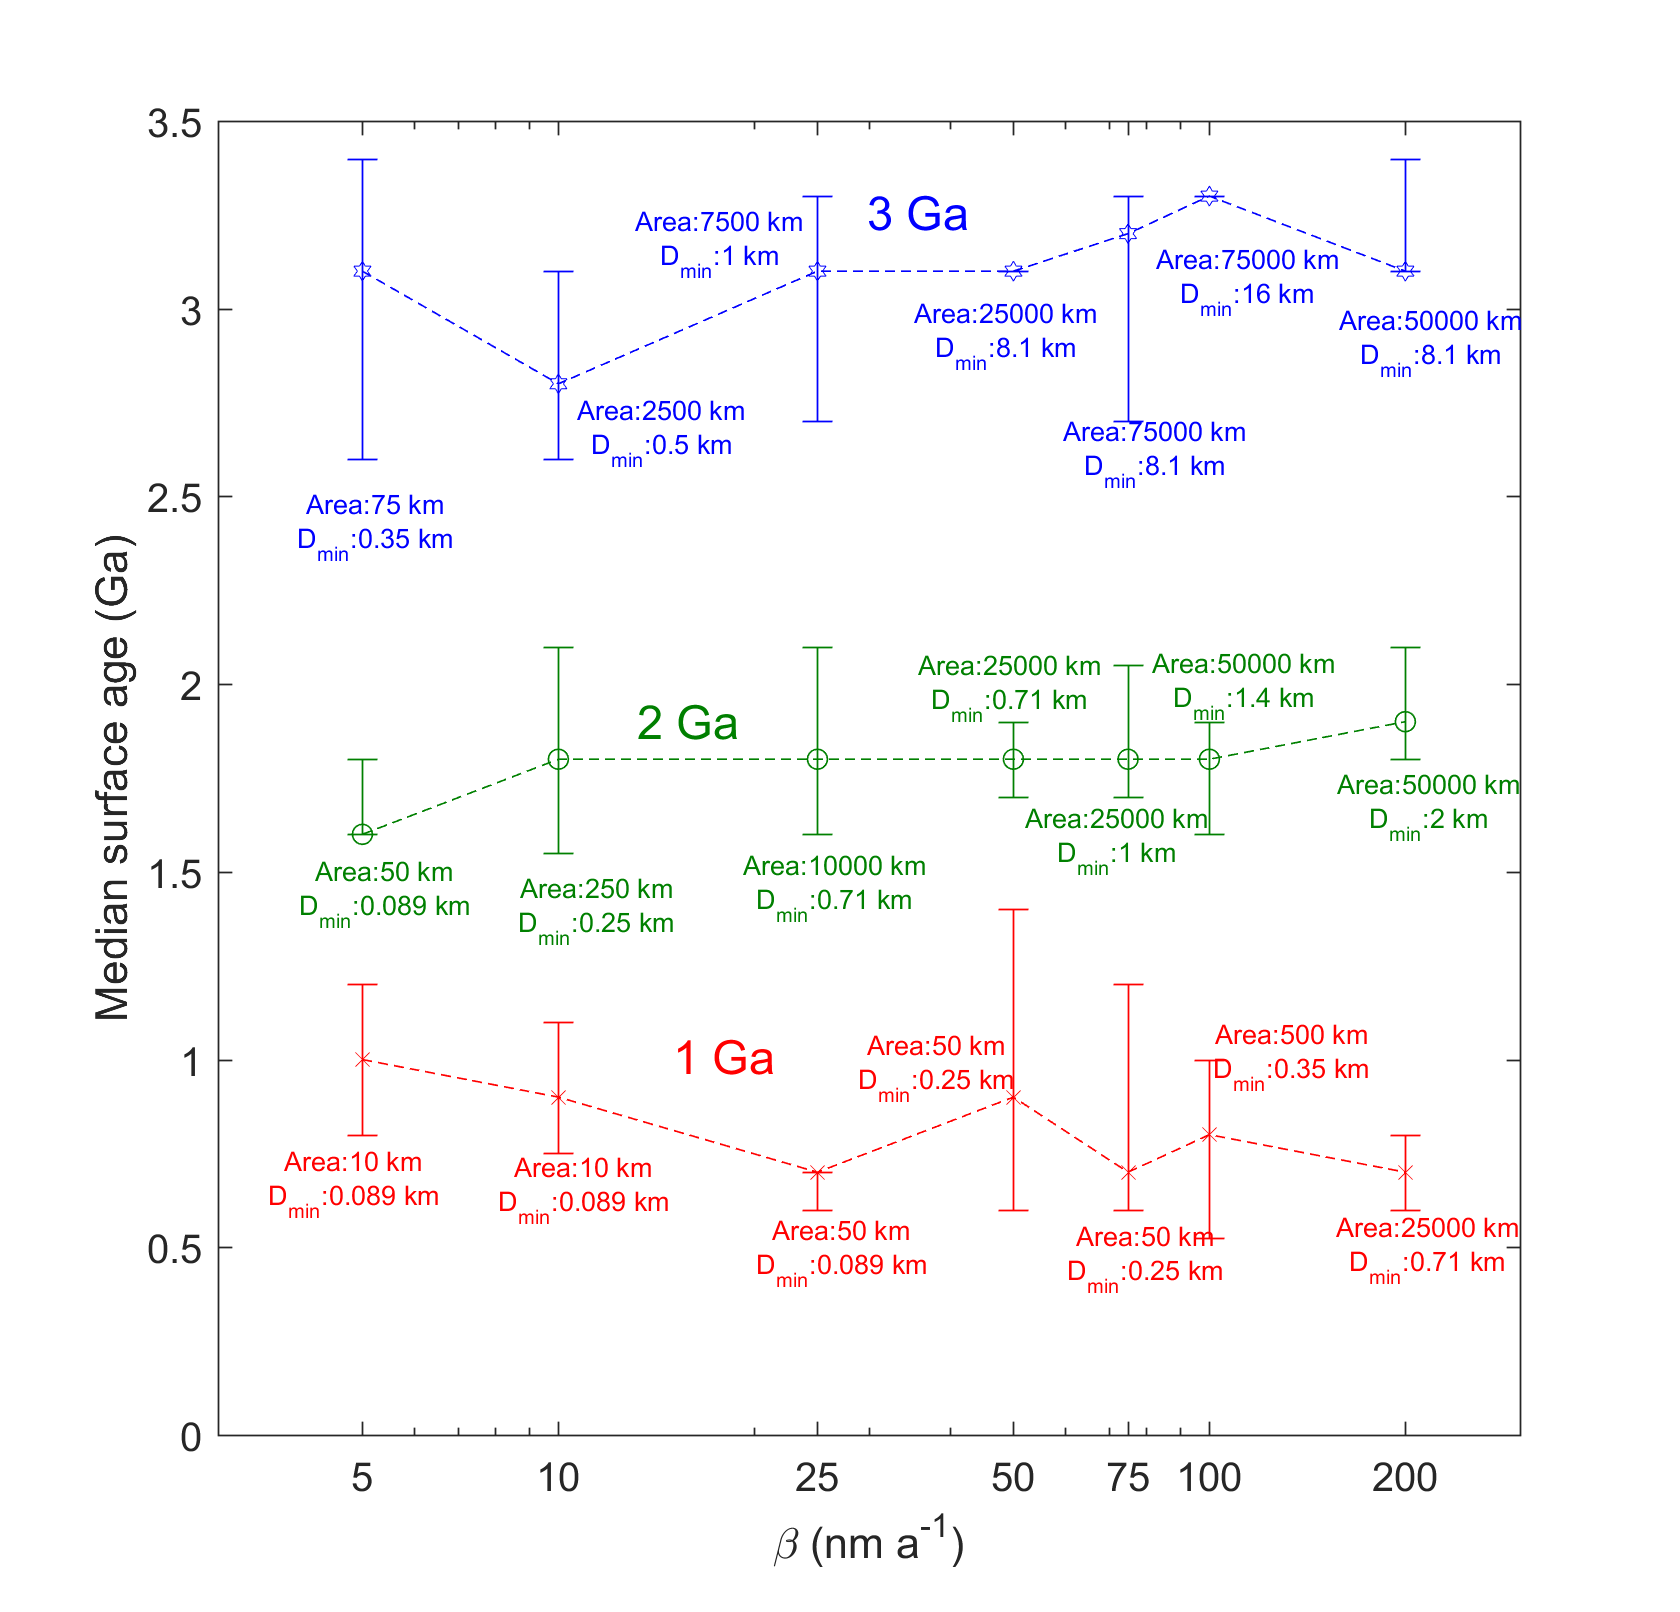 3.5
3
2.5
2
1.5
1
0.5
0
Median surface age (Ga)
3 Ga
Area:7500 km
Dmin:1 km
Area:75000 km
Dmin:16 km
Area:25000 km
Dmin:8.1 km
Area:50000 km
Dmin:8.1 km
Area:2500 km
Dmin:0.5 km
Area:75000 km
Dmin:8.1 km
Area:75 km
Dmin:0.35 km
2 Ga
Area:25000 km
Dmin:0.71 km
Area:50000 km
Dmin:1.4 km
Area:50000 km
Dmin:2 km
Area:25000 km
Dmin:1 km
Area:50 km
Dmin:0.089 km
Area:250 km
Dmin:0.25 km
Area:10000 km
Dmin:0.71 km
1 Ga
Area:50 km
Dmin:0.25 km
Area:500 km
Dmin:0.35 km
Area:10 km
Dmin:0.089 km
Area:10 km
Dmin:0.089 km
Area:50 km
Dmin:0.089 km
Area:50 km
Dmin:0.25 km
Area:25000 km
Dmin:0.71 km
5 10 25 50 75 100 200
β (nm a⁻¹)